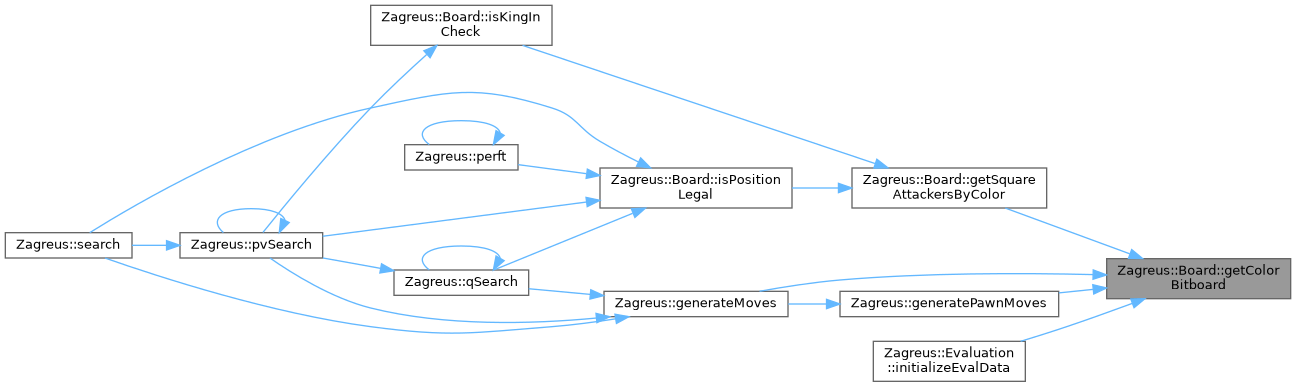 Zagreus::Board::isKingIn
Check
Zagreus::perft
Zagreus::Board::isPosition
Legal
Zagreus::Board::getSquare
AttackersByColor
Zagreus::search
Zagreus::pvSearch
Zagreus::qSearch
Zagreus::Board::getColor
Bitboard
Zagreus::generateMoves
Zagreus::generatePawnMoves
Zagreus::Evaluation
::initializeEvalData